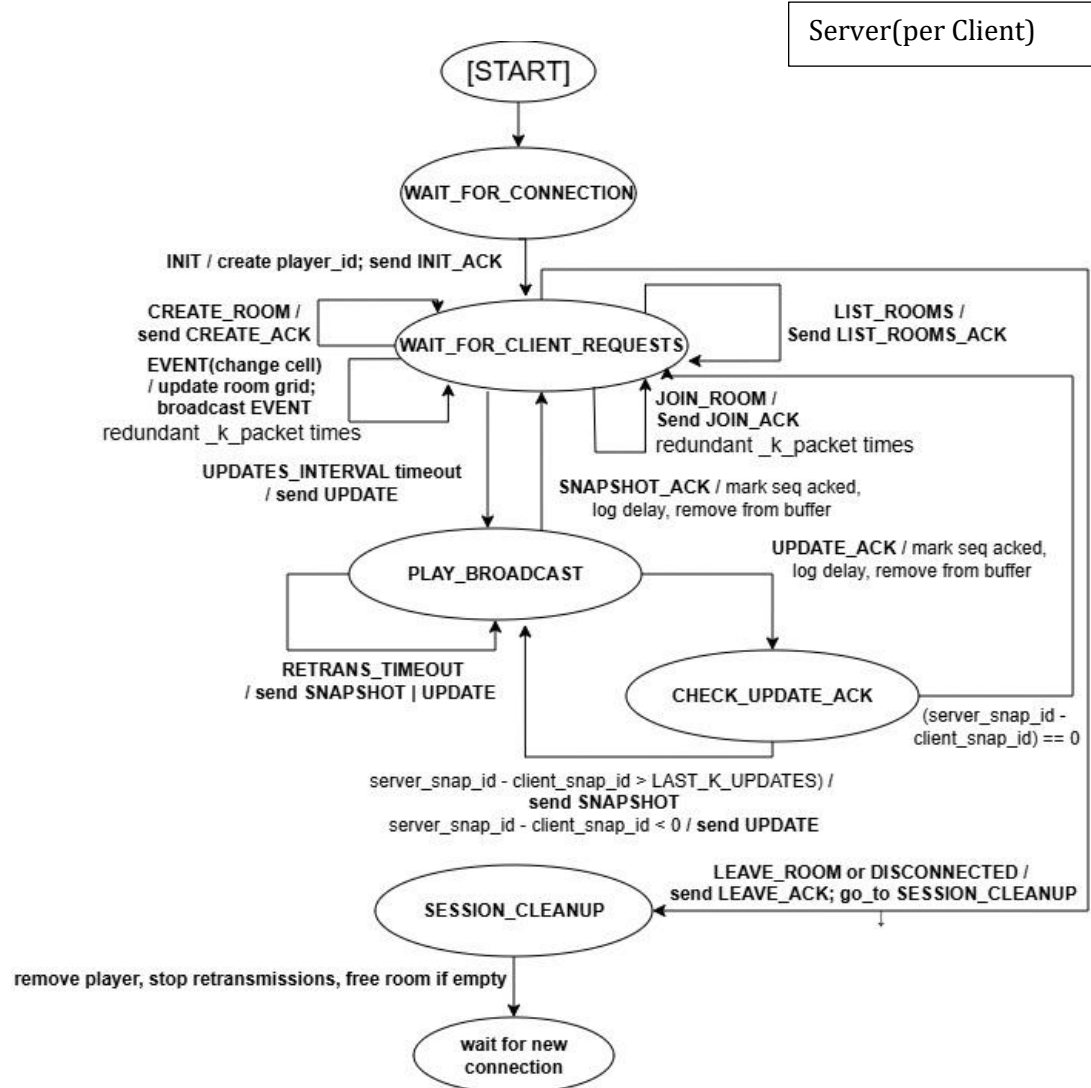 Server(per Client)
[START]
WAIT_FOR_CONNECTION
INIT / create player_id; send INIT_ACK
CREATE_ROOM /
send CREATE_ACK
LIST_ROOMS /
Send LIST_ROOMS_ACK
WAIT_FOR_CLIENT_REQUESTS
EVENT(change cell)
/ update room grid;
broadcast EVENT
redundant _k_packet times
JOIN_ROOM /
Send JOIN_ACK
redundant _k_packet times
UPDATES_INTERVAL timeout
/ send UPDATE
SNAPSHOT_ACK / mark seq acked,
log delay, remove from buffer
UPDATE_ACK / mark seq acked,
log delay, remove from buffer
PLAY_BROADCAST
RETRANS_TIMEOUT
/ send SNAPSHOT | UPDATE
CHECK_UPDATE_ACK
(server_snap_id -
client_snap_id) == 0
server_snap_id - client_snap_id > LAST_K_UPDATES) /
send SNAPSHOT
server_snap_id - client_snap_id < 0 / send UPDATE
LEAVE_ROOM or DISCONNECTED /
send LEAVE_ACK; go_to SESSION_CLEANUP
SESSION_CLEANUP
remove player, stop retransmissions, free room if empty
wait for new
connection